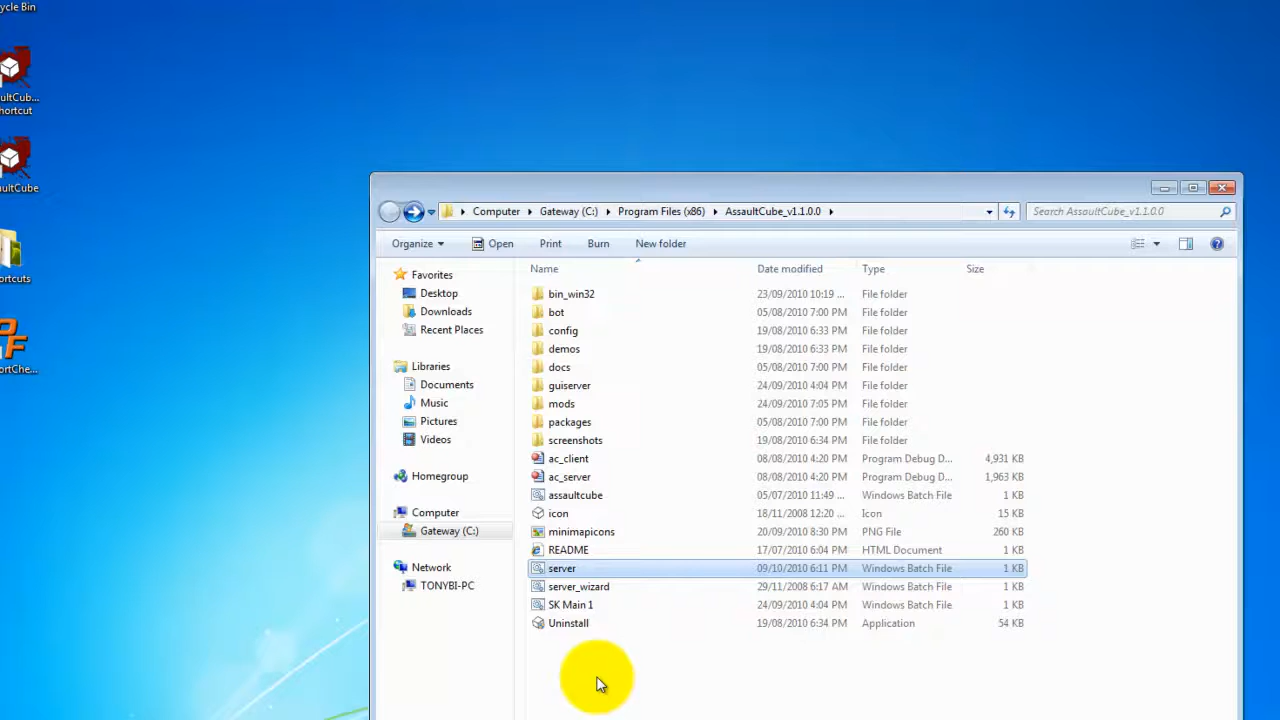 cycle Bin
ultCub...
hortcut
aultCube
ortcuts
ortChe...
Computer
Gateway (C:)
Program Files (x86)
AssaultCube_v1.1.0.0
Search AssaultCube_v1.1.0.0
Organize
Open
Print
Burn
New folder
Name
Date modified
Type
Size
Favorites
Desktop
Downloads
Recent Places
Libraries
Documents
Music
Pictures
Videos
Homegroup
Computer
Gateway (C:)
Network
TONYBI-PC
bin_win32 23/09/2010 10:19 ... File folder
bot 05/08/2010 7:00 PM File folder
config 19/08/2010 6:33 PM File folder
demos 19/08/2010 6:33 PM File folder
docs 05/08/2010 7:00 PM File folder
guiserver 24/09/2010 4:04 PM File folder
mods 24/09/2010 7:05 PM File folder
packages 05/08/2010 7:00 PM File folder
screenshots 19/08/2010 6:34 PM File folder
ac_client 08/08/2010 4:20 PM Program Debug D... 4,931 KB
ac_server 08/08/2010 4:20 PM Program Debug D... 1,963 KB
assaultcube 05/07/2010 11:49 ... Windows Batch File 1 KB
icon 18/11/2008 12:20 ... Icon 15 KB
minimapicons 20/09/2010 8:30 PM PNG File 260 KB
README 17/07/2010 6:04 PM HTML Document 1 KB
server 09/10/2010 6:11 PM Windows Batch File 1 KB
server_wizard 29/11/2008 6:17 AM Windows Batch File 1 KB
SK Main 1 24/09/2010 4:04 PM Windows Batch File 1 KB
Uninstall 19/08/2010 6:34 PM Application 54 KB